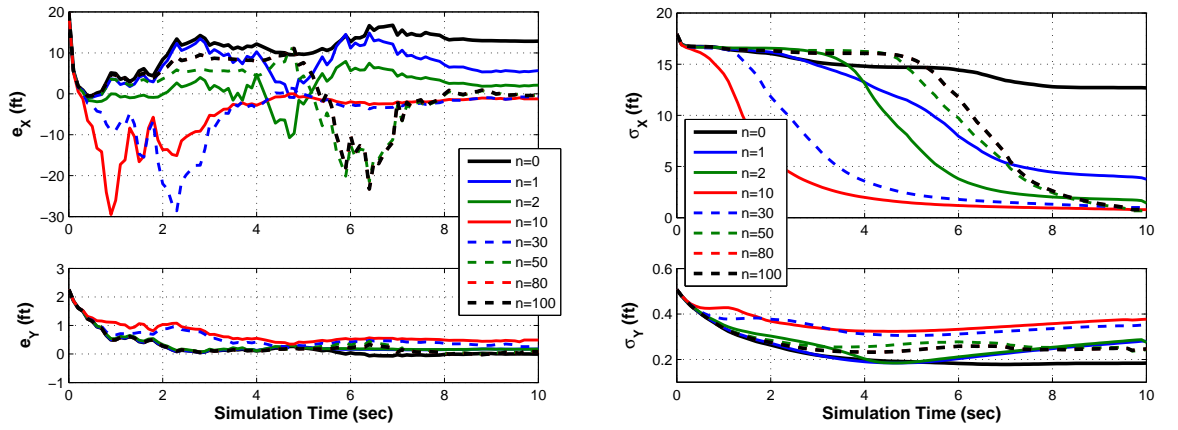 20
10
0
−10
−20
−30
e_X (ft)
0
2
4
6
8
10
n=0
n=1
n=2
n=10
n=30
n=50
n=80
n=100
3
2
1
0
−1
e_Y (ft)
0
2
4
6
8
10
Simulation Time (sec)
20
15
10
5
0
σ_X (ft)
0
2
4
6
8
10
n=0
n=1
n=2
n=10
n=30
n=50
n=80
n=100
0.6
0.4
0.2
σ_Y (ft)
0
2
4
6
8
10
Simulation Time (sec)